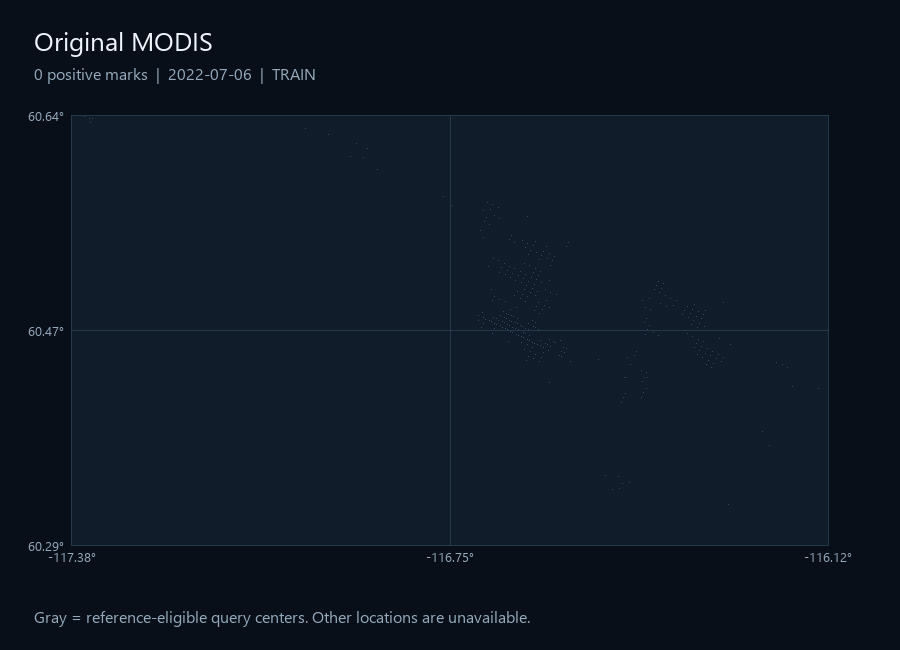 Original MODIS
0 positive marks | 2022-07-06 | TRAIN
60.64°
60.47°
60.29°
-117.38°
-116.75°
-116.12°
Gray = reference-eligible query centers. Other locations are unavailable.